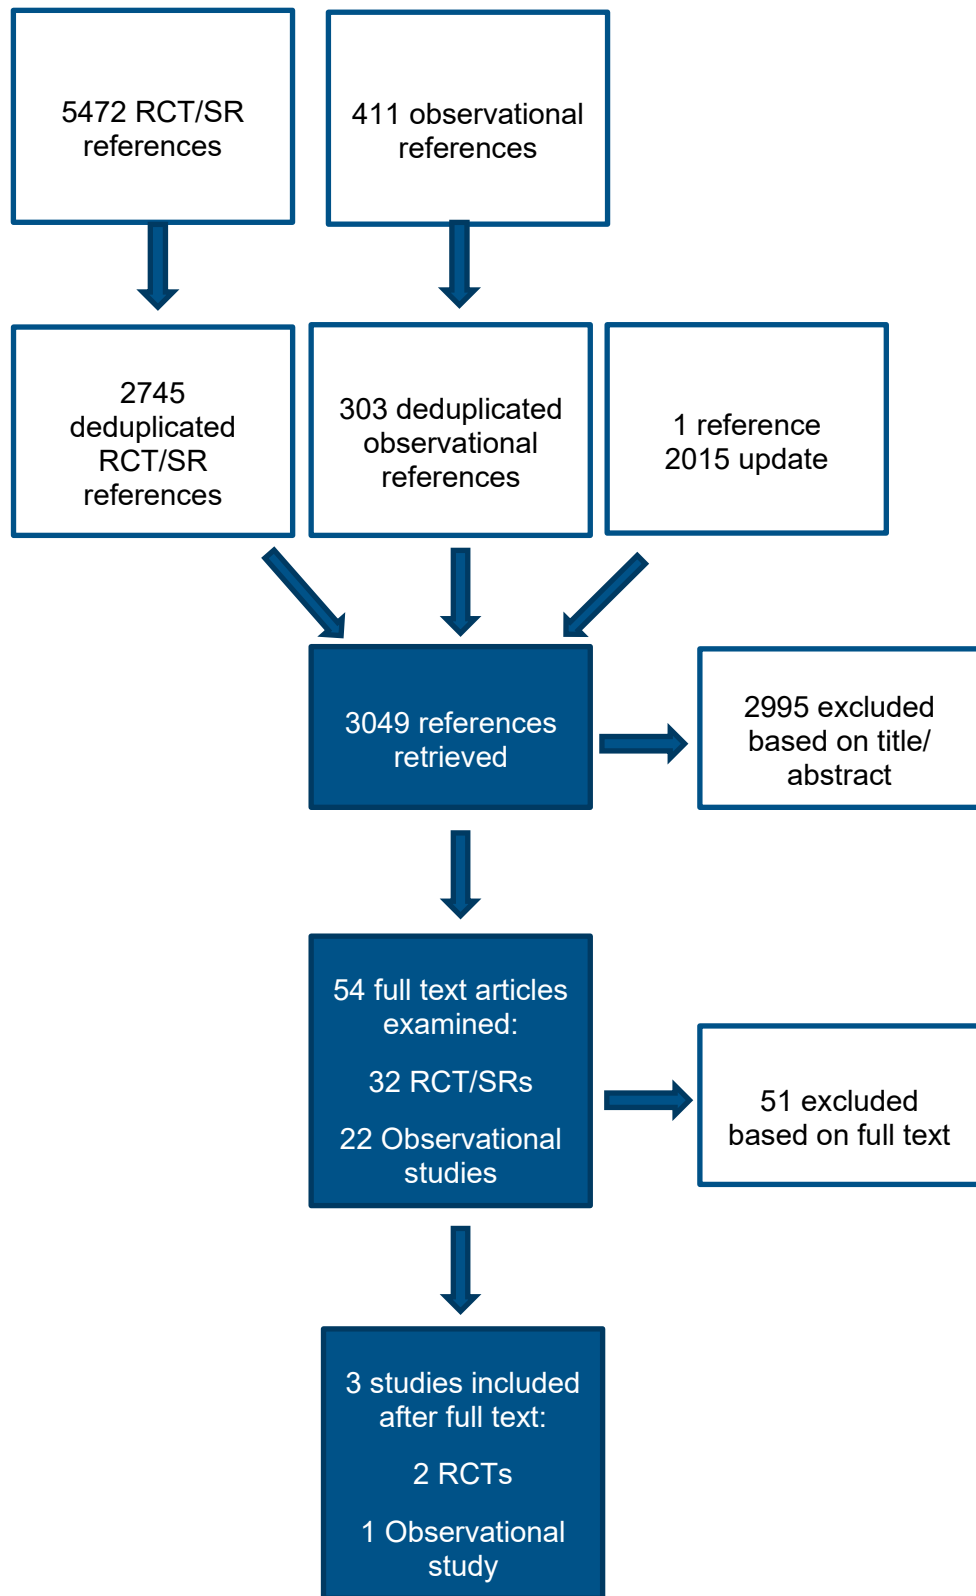 5472 RCT/SR
references
411 observational
references
2745
deduplicated
RCT/SR
references
303 deduplicated
observational
references
1 reference
2015 update
3049 references
retrieved
2995 excluded
based on title/
abstract
54 full text articles
examined:
32 RCT/SRs
22 Observational
studies
51 excluded
based on full text
3 studies included
after full text:
2 RCTs
1 Observational
study